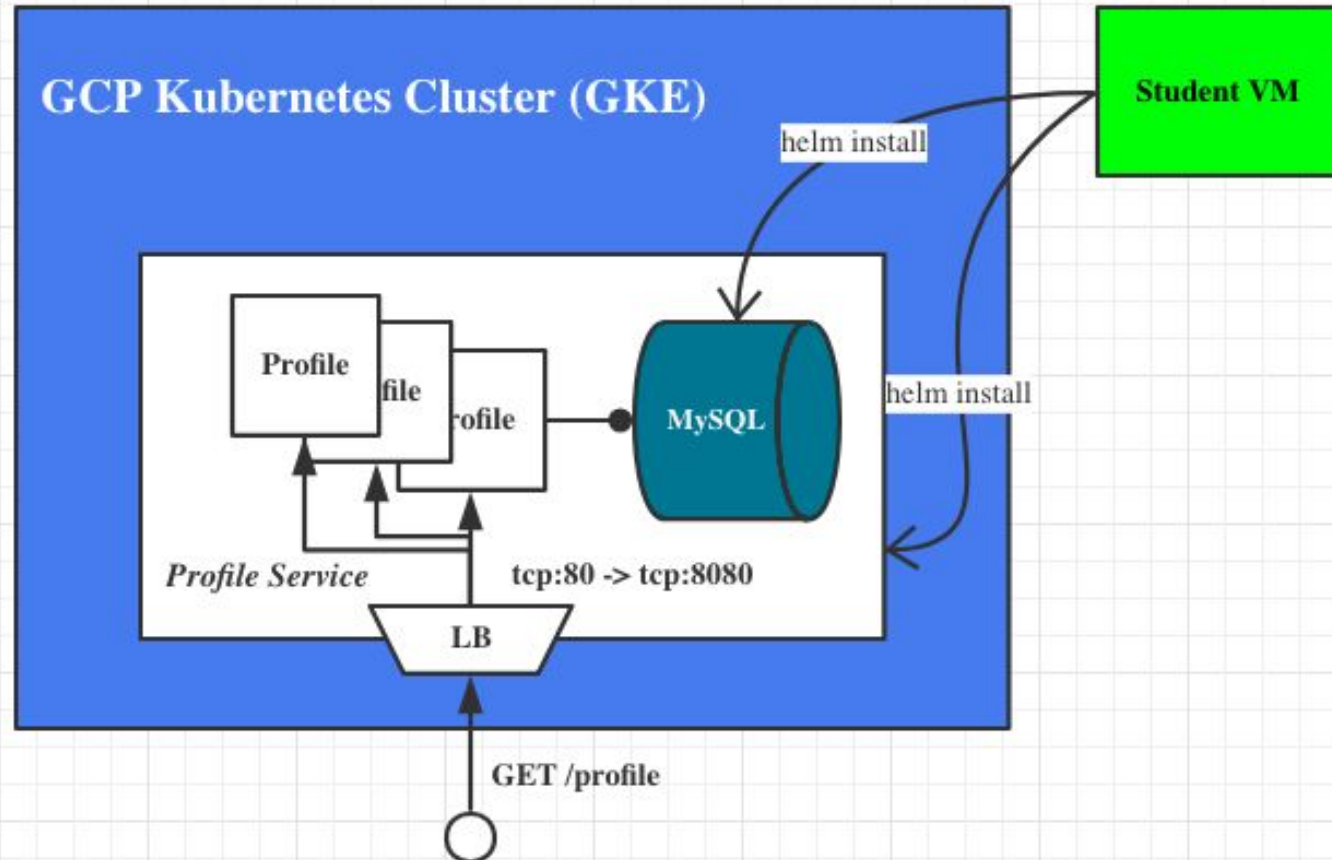 GCP Kubernetes Cluster (GKE)
Student VM
helm install
Profile
file
rofile
MySQL
helm install
Profile Service
tcp:80 -> tcp:8080
LB
GET /profile